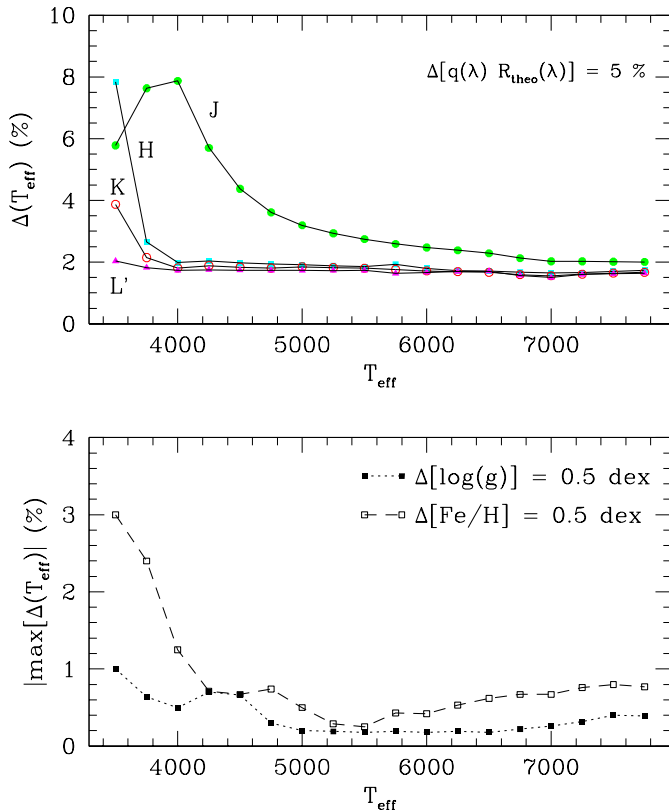 10
8
6
4
2
0
Δ(T_eff) (%)
Δ[q(λ) R_theo(λ)] = 5 %
J
H
K
L'
4000 5000 6000 7000
T_eff
4
3
2
1
0
|max[Δ(T_eff)]| (%)
Δ[log(g)] = 0.5 dex
Δ[Fe/H] = 0.5 dex
4000 5000 6000 7000
T_eff